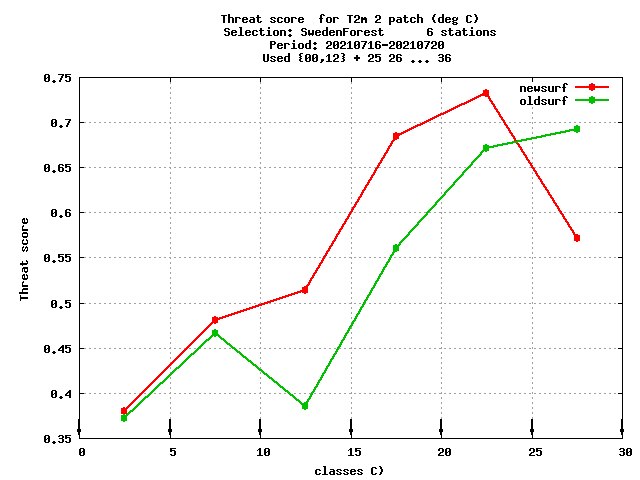 Threat score  for T2m 2 patch (deg C)
Selection: SwedenForest      6 stations
Period: 20210716-20210720
Used {00,12} + 25 26 ... 36
newsurf
oldsurf
Threat score
0.75
0.7
0.65
0.6
0.55
0.5
0.45
0.4
0.35
0 5 10 15 20 25 30
classes C)